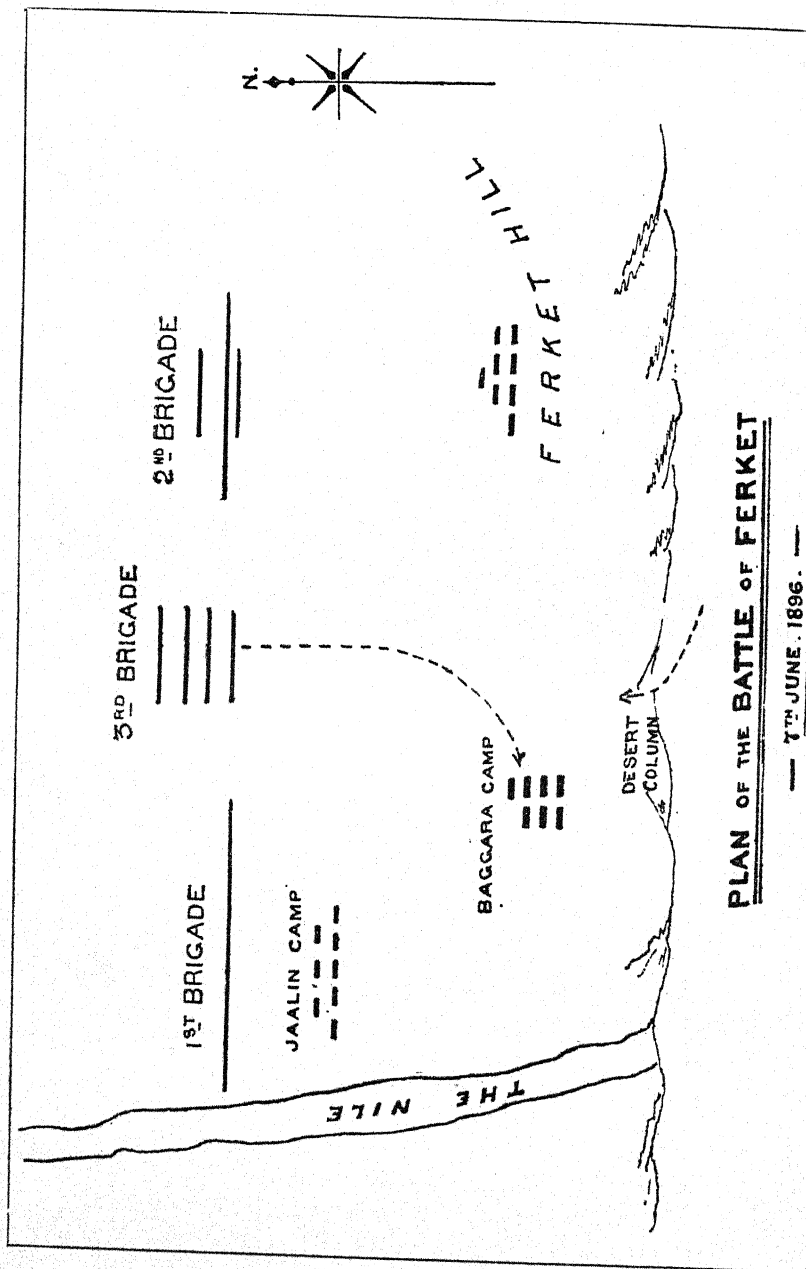 N.
2ND BRIGADE
3RD BRIGADE
1ST BRIGADE
JAALIN CAMP
FERKET HILL
BAGGARA CAMP
THE NILE
DESERT
COLUMN
PLAN OF THE BATTLE OF FERKET
— 7TH JUNE. 1896. —